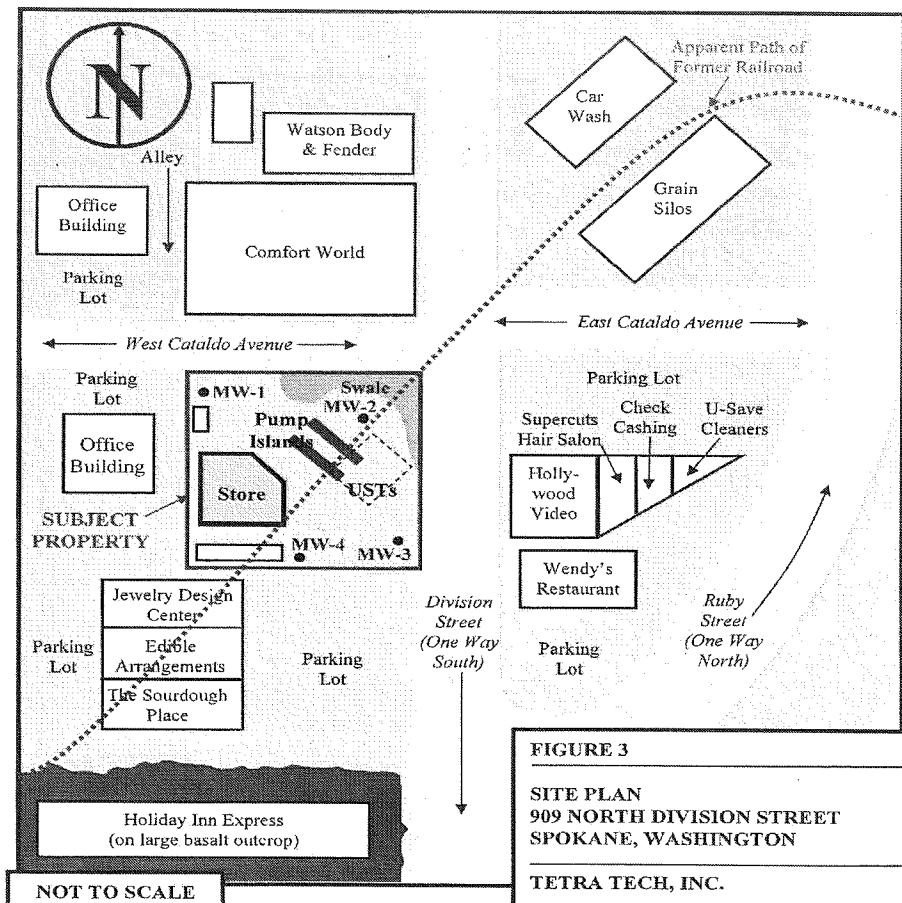 N
Alley
Office
Building
Parking
Lot
Watson Body
& Fender
Comfort World
Car
Wash
Apparent Path of
Former Railroad
Grain
Silos
West Cataldo Avenue
East Cataldo Avenue
Parking
Lot
Office
Building
SUBJECT
PROPERTY
MW-1
Swale
MW-2
Pump
Islands
USTs
Store
MW-4
MW-3
Parking Lot
Supercuts
Hair Salon
Check
Cashing
U-Save
Cleaners
Holly-
wood
Video
Wendy's
Restaurant
Parking
Lot
Ruby
Street
(One Way
North)
Division
Street
(One Way
South)
Jewelry Design
Center
Edible
Arrangements
The Sourdough
Place
Parking
Lot
Parking
Lot
Holiday Inn Express
(on large basalt outcrop)
NOT TO SCALE
FIGURE 3
SITE PLAN
909 NORTH DIVISION STREET
SPOKANE, WASHINGTON
TETRA TECH, INC.